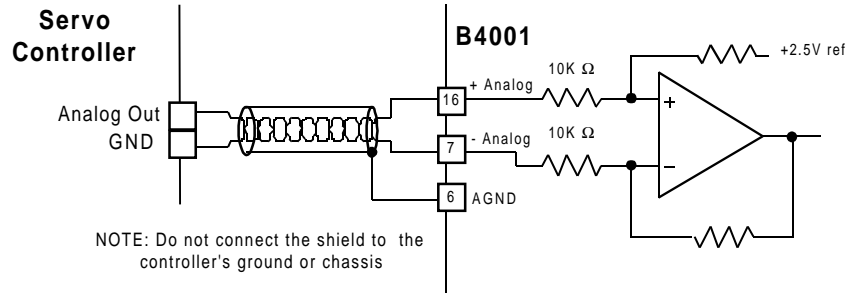 Servo
Controller
B4001
+2.5V ref
10K Ω
+ Analog
16
+
Analog Out
GND
10K Ω
- Analog
7
−
6
AGND
NOTE: Do not connect the shield to the
controller's ground or chassis